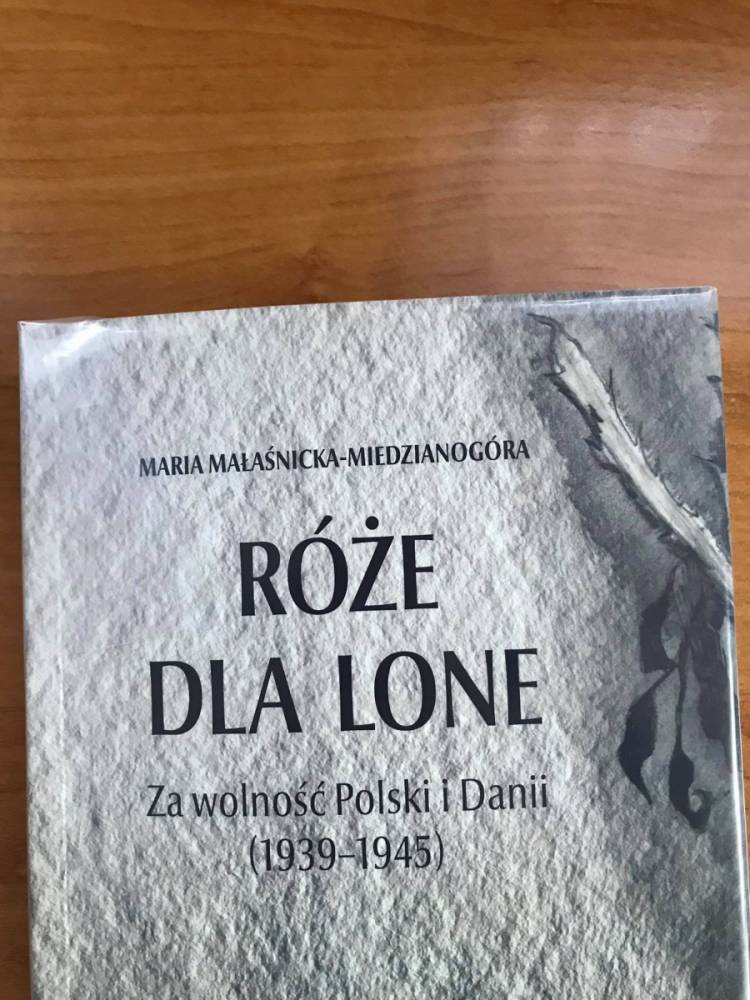 MARIA MAŁAŚNICKA-MIEDZIANOGÓRA
RÓŻE
DLA LONE
Za wolność Polski i Danii
(1939–1945)